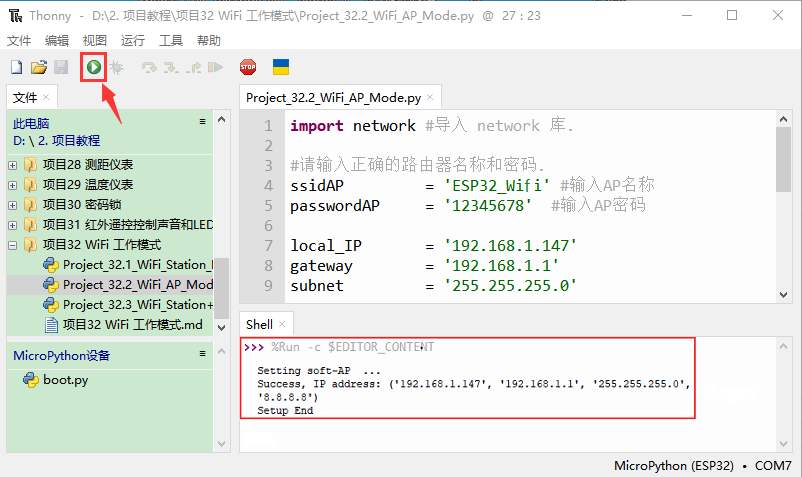 Thonny - D:\2. 项目教程\项目32 WiFi 工作模式\Project_32.2_WiFi_AP_Mode.py @ 27 : 23
文件 编辑 视图 运行 工具 帮助
STOP
文件 ×
此电脑 ≡
D: \ 2. 项目教程
项目28 测距仪表
项目29 温度仪表
项目30 密码锁
项目31 红外遥控控制声音和LED
项目32 WiFi 工作模式
Project_32.1_WiFi_Station_
Project_32.2_WiFi_AP_Mod
Project_32.3_WiFi_Station+
项目32 WiFi 工作模式.md
MicroPython设备 ≡
boot.py
Project_32.2_WiFi_AP_Mode.py ×
1 import network #导入 network 库.
2
3 #请输入正确的路由器名称和密码.
4 ssidAP = 'ESP32_Wifi' #输入AP名称
5 passwordAP = '12345678' #输入AP密码
6
7 local_IP = '192.168.1.147'
8 gateway = '192.168.1.1'
9 subnet = '255.255.255.0'
Shell ×
>>> %Run -c $EDITOR_CONTENT
Setting soft-AP ...
Success, IP address: ('192.168.1.147', '192.168.1.1', '255.255.255.0',
'8.8.8.8')
Setup End
MicroPython (ESP32) • COM7